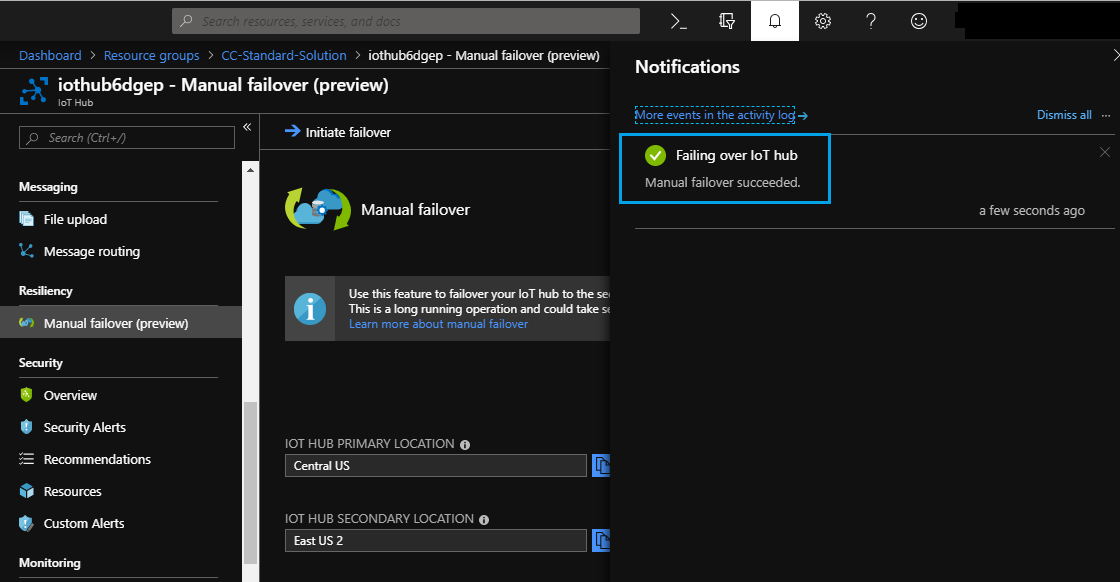 Search resources, services, and docs
Dashboard > Resource groups > CC-Standard-Solution > iothub6dgep - Manual failover (preview)
iothub6dgep - Manual failover (preview)
IoT Hub
Search (Ctrl+/)
«
Messaging
File upload
Message routing
Resiliency
Manual failover (preview)
Security
Overview
Security Alerts
Recommendations
Resources
Custom Alerts
Monitoring
Initiate failover
Manual failover
Use this feature to failover your IoT hub to the se
This is a long running operation and could take se
Learn more about manual failover
IOT HUB PRIMARY LOCATION
Central US
IOT HUB SECONDARY LOCATION
East US 2
Notifications
More events in the activity log →
Dismiss all ...
Failing over IoT hub
Manual failover succeeded.
a few seconds ago